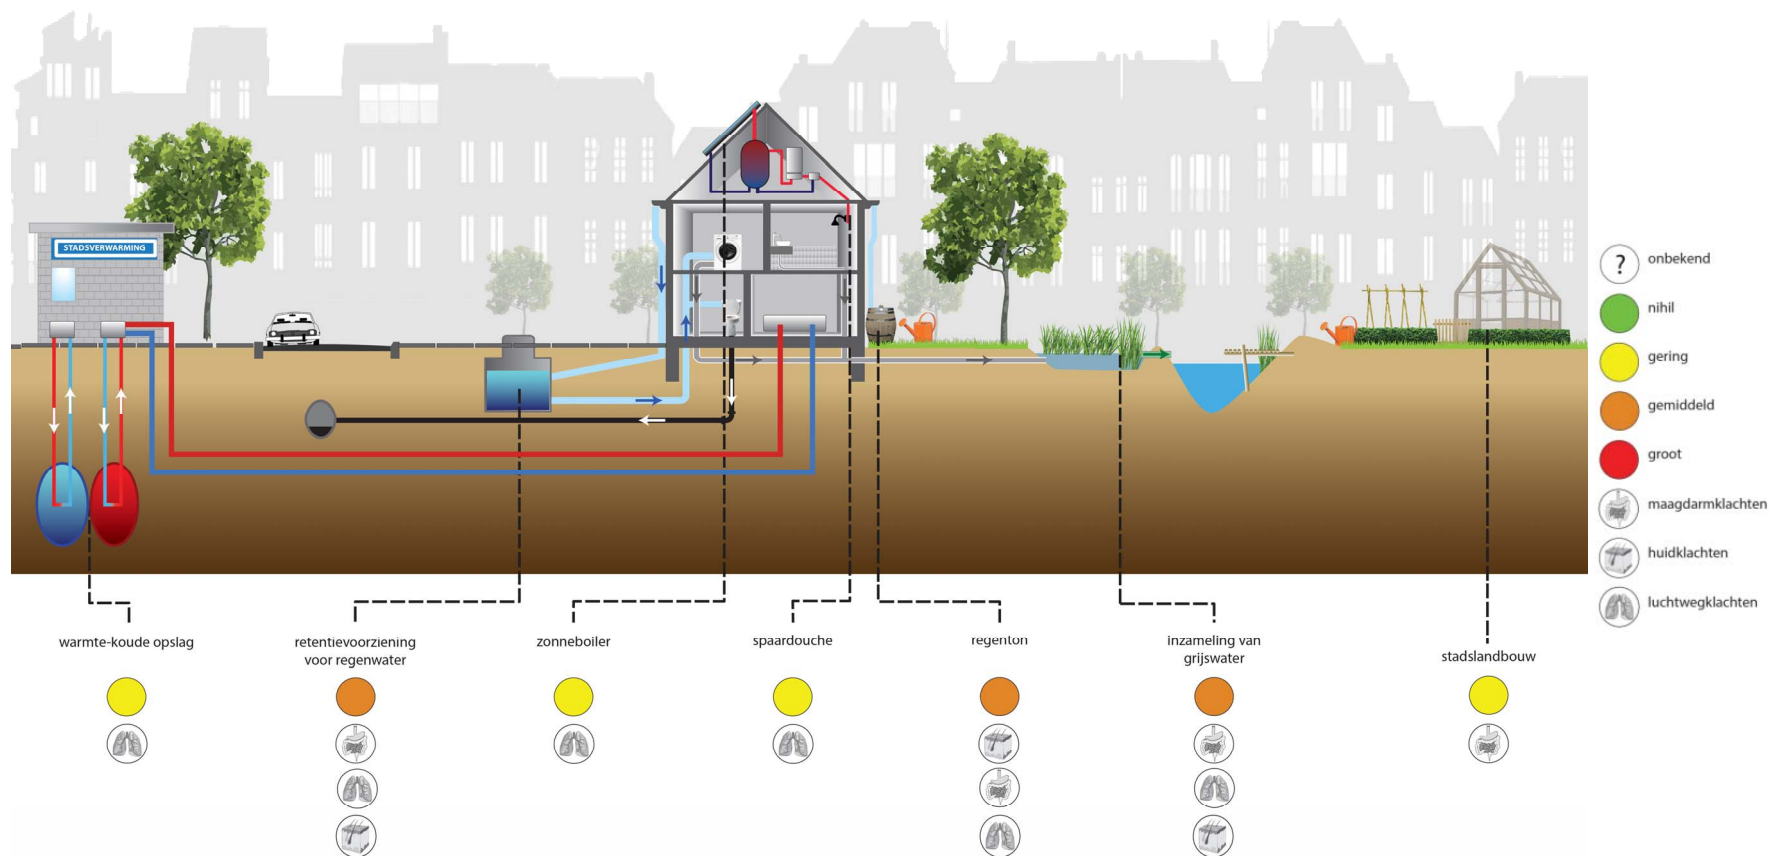 STADSVERWARMING
?
onbekend
nihil
gering
gemiddeld
groot
maagdarmklachten
huidklachten
luchtwegklachten
warmte-koude opslag
retentievoorziening
voor regenwater
zonneboiler
spaardouche
regenton
inzameling van
grijswater
stadslandbouw